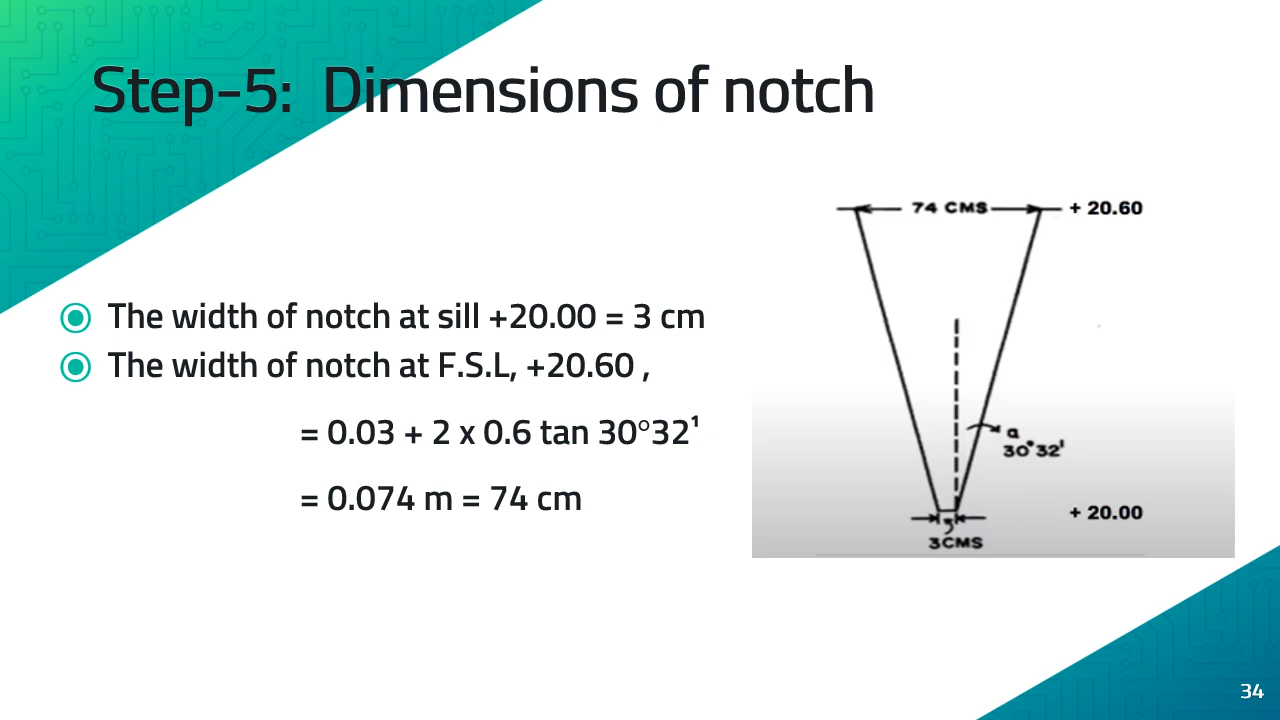 Step-5: Dimensions of notch
The width of notch at sill +20.00 = 3 cm
The width of notch at F.S.L, +20.60 ,
= 0.03 + 2 x 0.6 tan 30°32¹
= 0.074 m = 74 cm
74 CMS
+ 20.60
α
30°32'
+ 20.00
3CMS
34